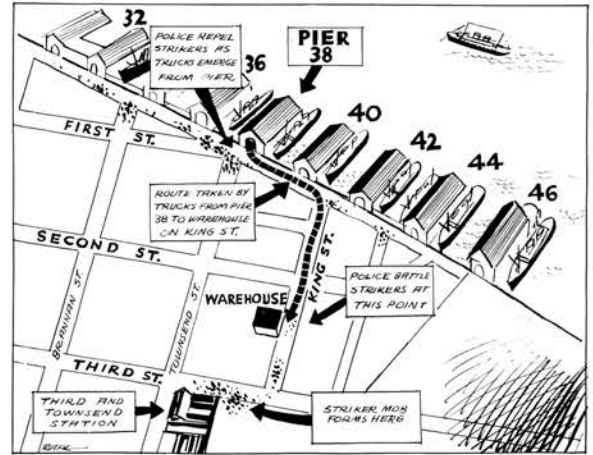 32
POLICE REPEL
STRIKERS AS
TRUCKS EMERGE
FROM PIER
36
PIER
38
40
42
44
46
FIRST ST.
ROUTE TAKEN BY
TRUCKS FROM PIER
38 TO WAREHOUSE
ON KING ST.
SECOND ST.
KING ST.
POLICE BATTLE
STRIKERS AT
THIS POINT
WAREHOUSE
BRANNAN ST.
TOWNSEND ST.
THIRD ST.
THIRD AND
TOWNSEND
STATION
STRIKER MOB
FORMS HERE